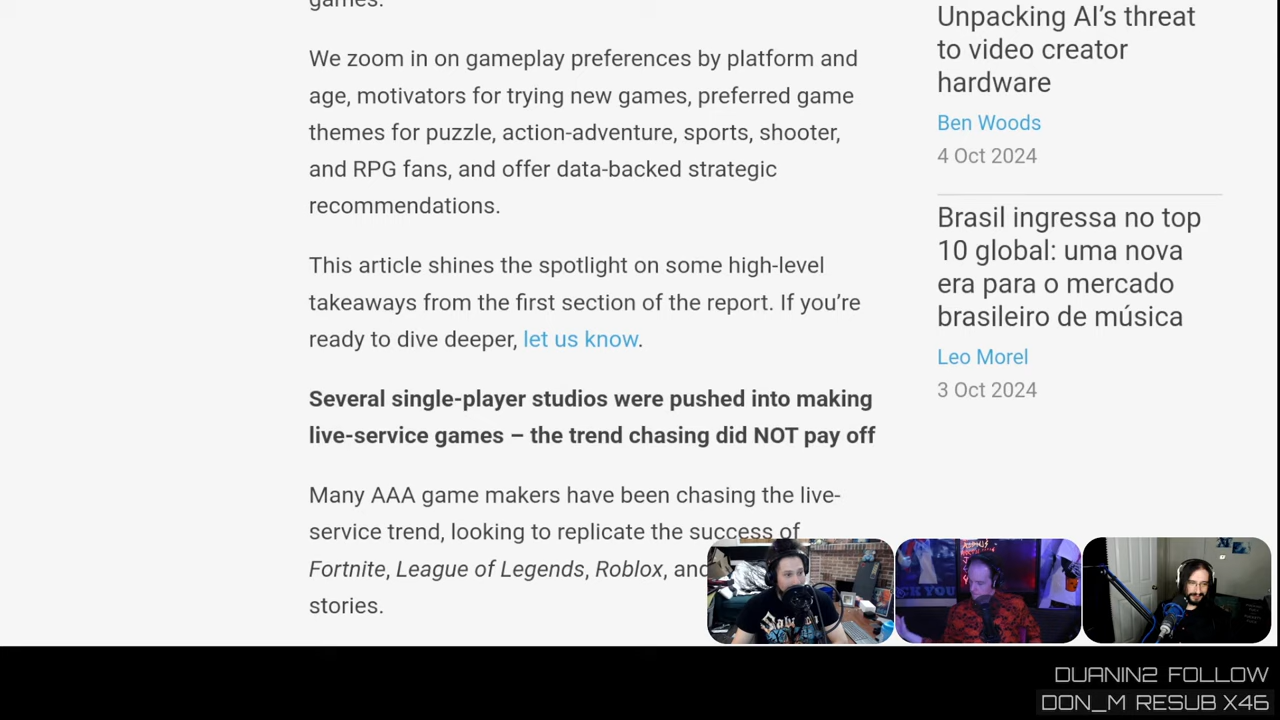 games.
We zoom in on gameplay preferences by platform and
age, motivators for trying new games, preferred game
themes for puzzle, action-adventure, sports, shooter,
and RPG fans, and offer data-backed strategic
recommendations.
This article shines the spotlight on some high-level
takeaways from the first section of the report. If you’re
ready to dive deeper, let us know.
Several single-player studios were pushed into making
live-service games – the trend chasing did NOT pay off
Many AAA game makers have been chasing the live-
service trend, looking to replicate the success of
Fortnite, League of Legends, Roblox, and
stories.
Unpacking AI’s threat
to video creator
hardware
Ben Woods
4 Oct 2024
Brasil ingressa no top
10 global: uma nova
era para o mercado
brasileiro de música
Leo Morel
3 Oct 2024
DUANIN2 FOLLOW
DON_M RESUB X46